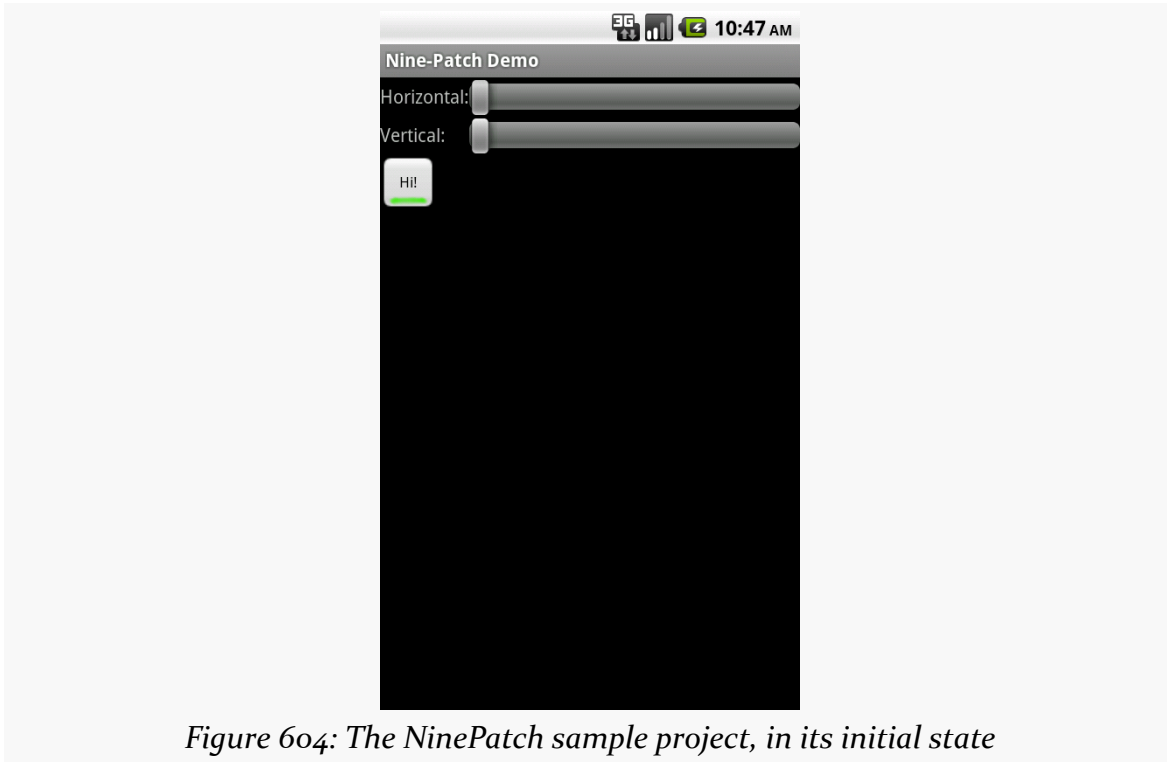 3G 10:47 AM
Nine-Patch Demo
Horizontal:
Vertical:
Hi!
Figure 604: The NinePatch sample project, in its initial state